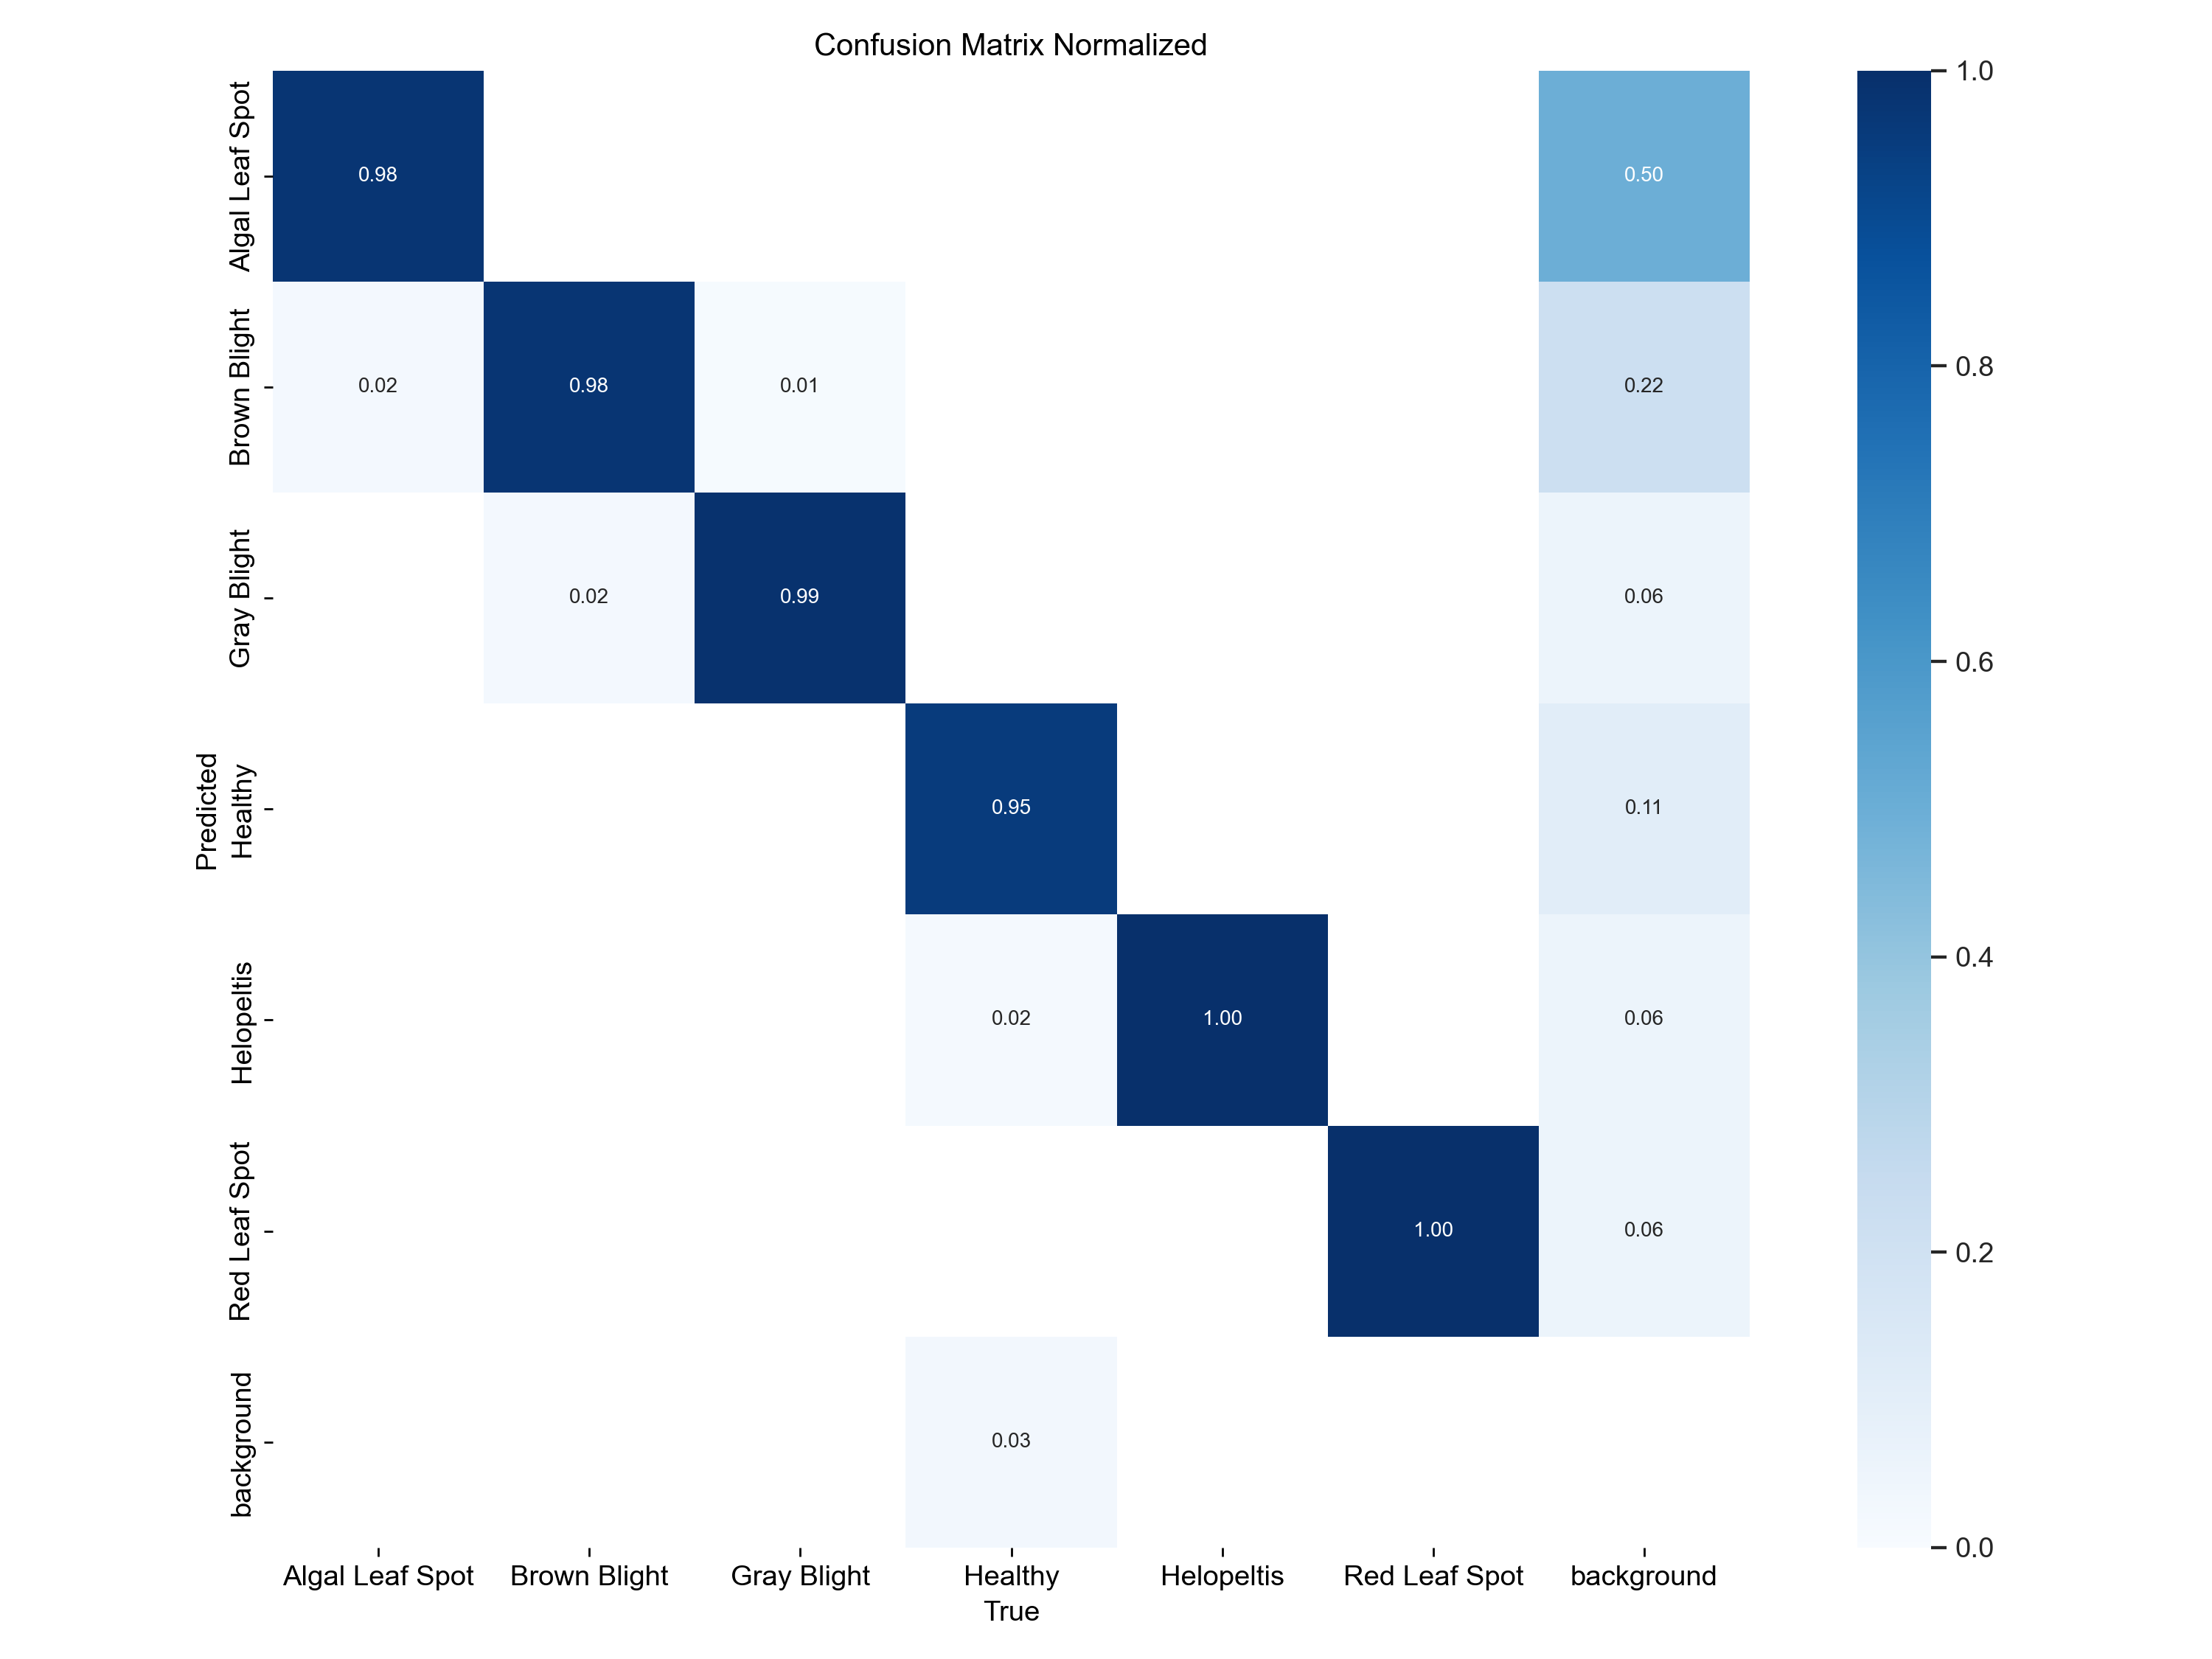 Confusion Matrix Normalized
Algal Leaf Spot
0.98
0.50
Brown Blight
0.02
0.98
0.01
0.22
Gray Blight
0.02
0.99
0.06
Predicted
Healthy
0.95
0.11
Helopeltis
0.02
1.00
0.06
Red Leaf Spot
1.00
0.06
background
0.03
Algal Leaf Spot
Brown Blight
Gray Blight
Healthy
Helopeltis
Red Leaf Spot
background
True
1.0
0.8
0.6
0.4
0.2
0.0